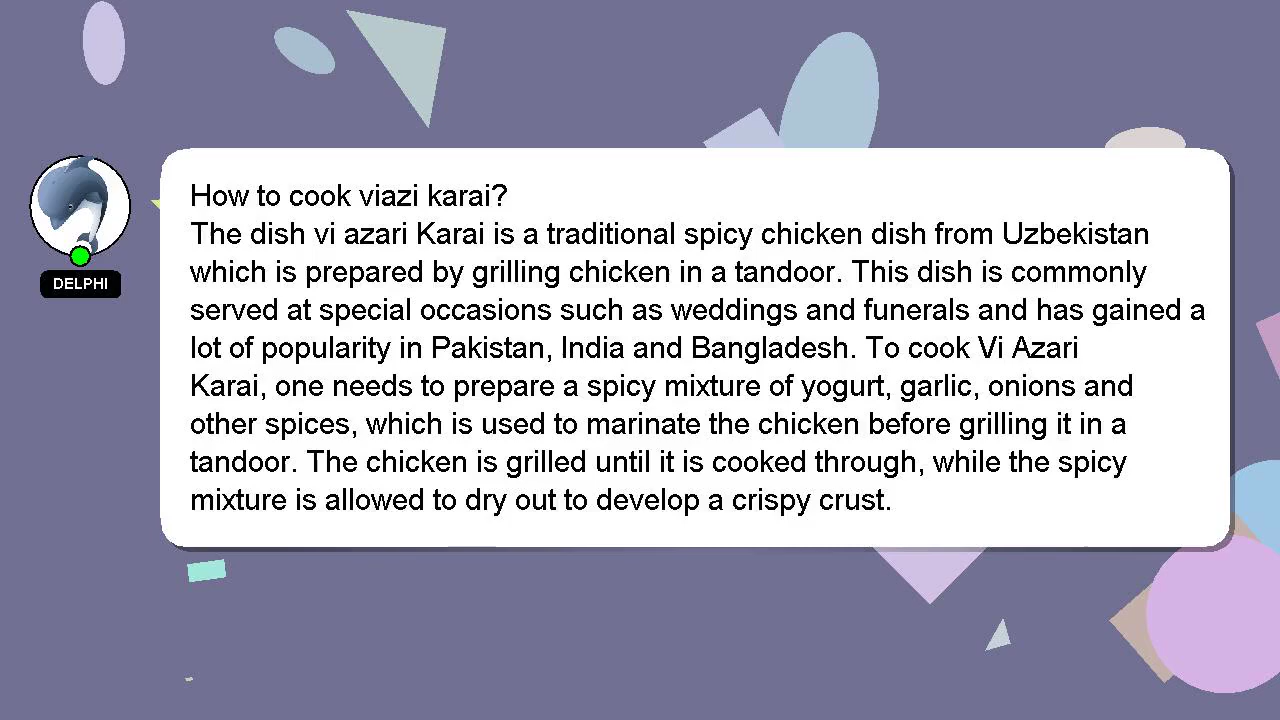 How to cook viazi karai?
The dish vi azari Karai is a traditional spicy chicken dish from Uzbekistan
which is prepared by grilling chicken in a tandoor. This dish is commonly
served at special occasions such as weddings and funerals and has gained a
lot of popularity in Pakistan, India and Bangladesh. To cook Vi Azari
Karai, one needs to prepare a spicy mixture of yogurt, garlic, onions and
other spices, which is used to marinate the chicken before grilling it in a
tandoor. The chicken is grilled until it is cooked through, while the spicy
mixture is allowed to dry out to develop a crispy crust.
DELPHI